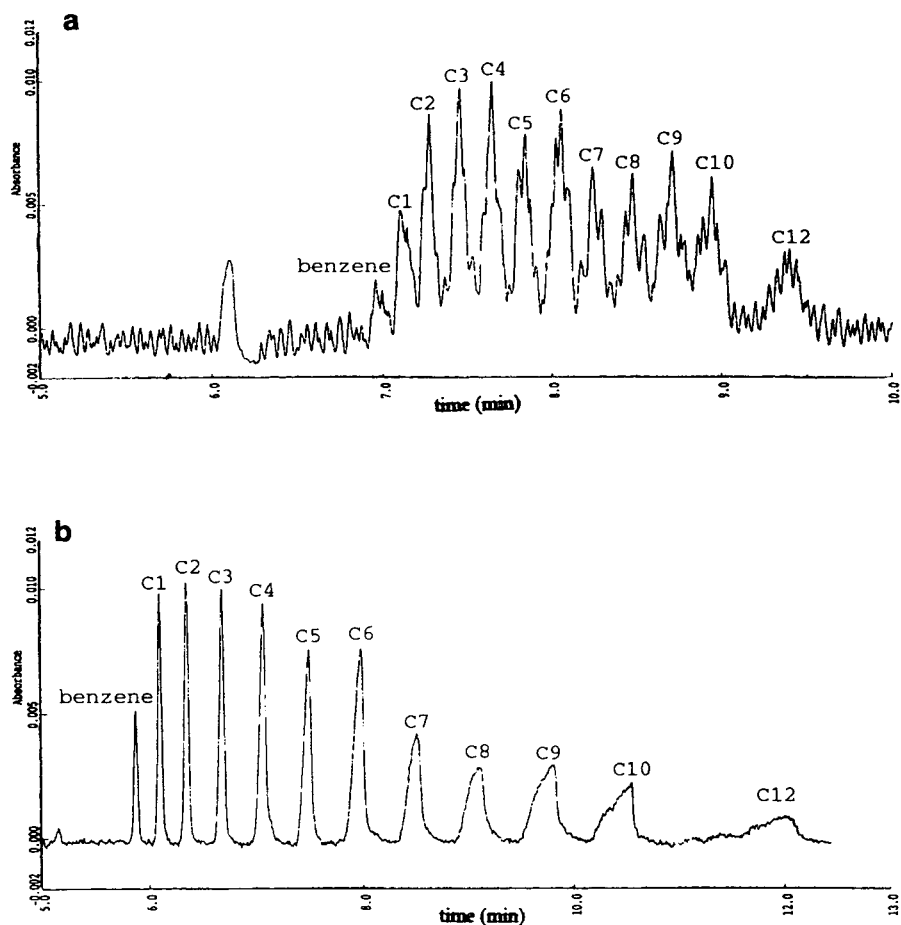 a
0.012
0.010
0.005
0.000
-0.002
Absorbance
benzene
C1
C2
C3
C4
C5
C6
C7
C8
C9
C10
C12
5.0
6.0
7.0
8.0
9.0
10.0
time (min)
b
0.012
0.010
0.005
0.000
-0.002
Absorbance
benzene
C1
C2
C3
C4
C5
C6
C7
C8
C9
C10
C12
5.0
6.0
8.0
10.0
12.0
13.0
time (min)